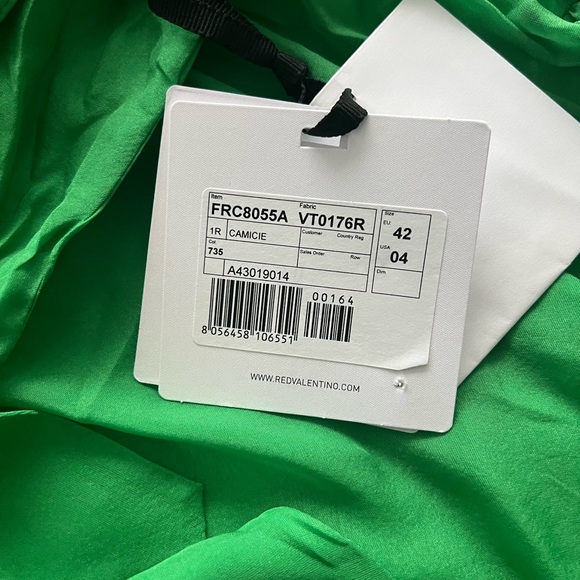 Item Fabric Size
FRC8055A VT0176R EU 42
1R CAMICIE Customer Country Reg
USA 04
Col. Sales Order Row Dim.
735
A43019014
00164
8 056458 106551
WWW.REDVALENTINO.COM